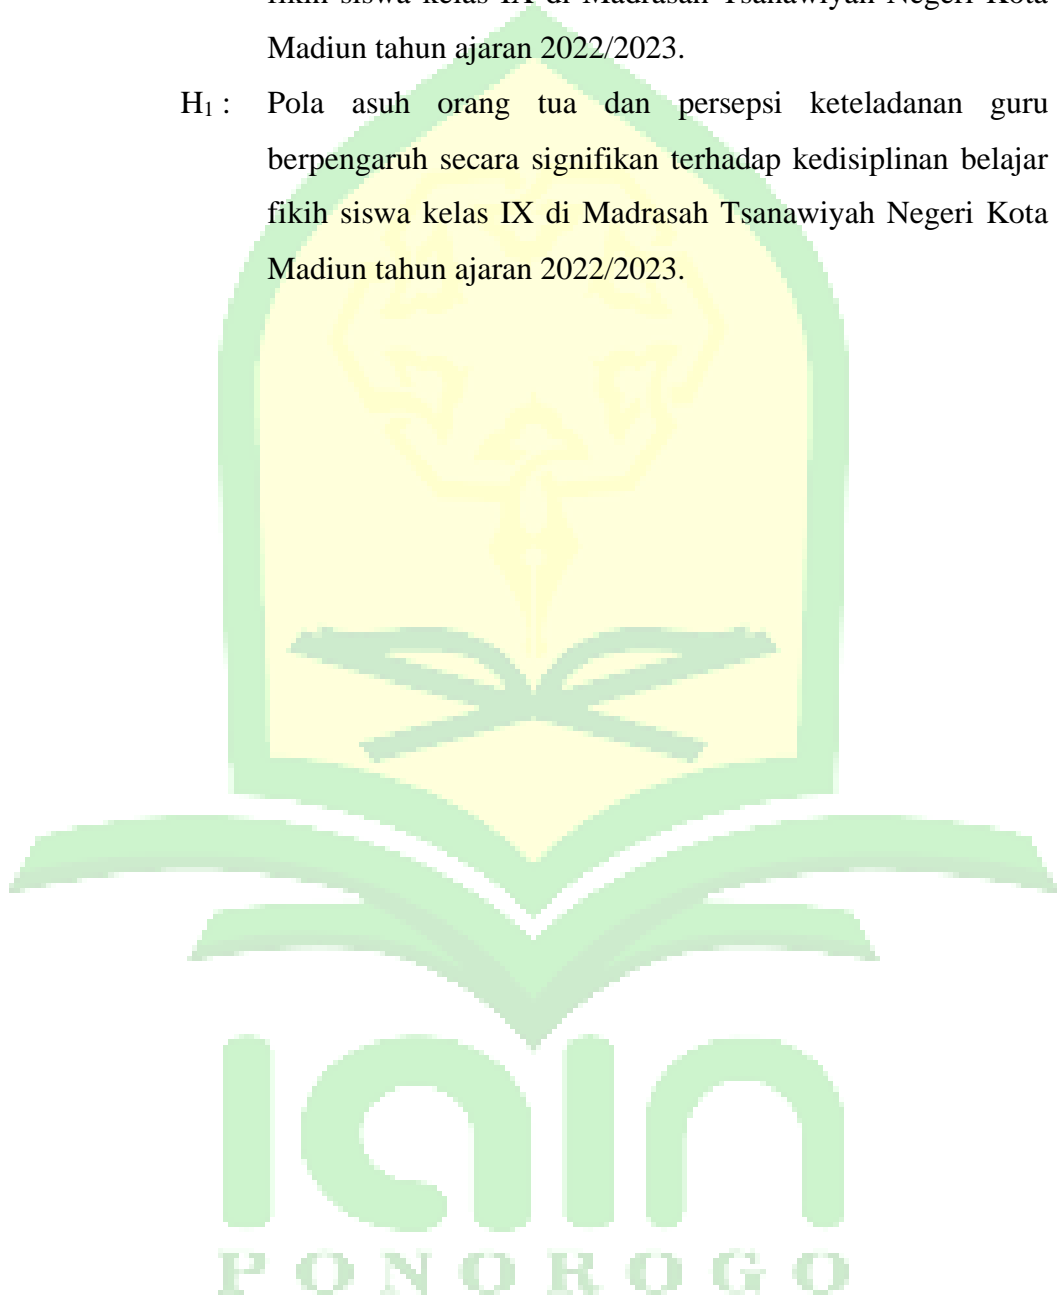 fikih siswa kelas IX di Madrasah Tsanawiyah Negeri Kota
Madiun tahun ajaran 2022/2023.
H₁ : Pola asuh orang tua dan persepsi keteladanan guru
berpengaruh secara signifikan terhadap kedisiplinan belajar
fikih siswa kelas IX di Madrasah Tsanawiyah Negeri Kota
Madiun tahun ajaran 2022/2023.
iain
PONOROGO